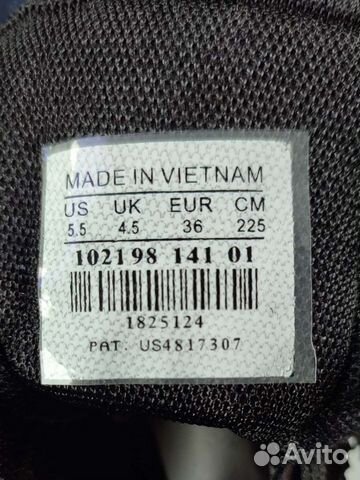 MADE IN VIETNAM
US UK EUR CM
5.5 4.5 36 225
102198 141 01
1825124
PAT. US4817307
Avito